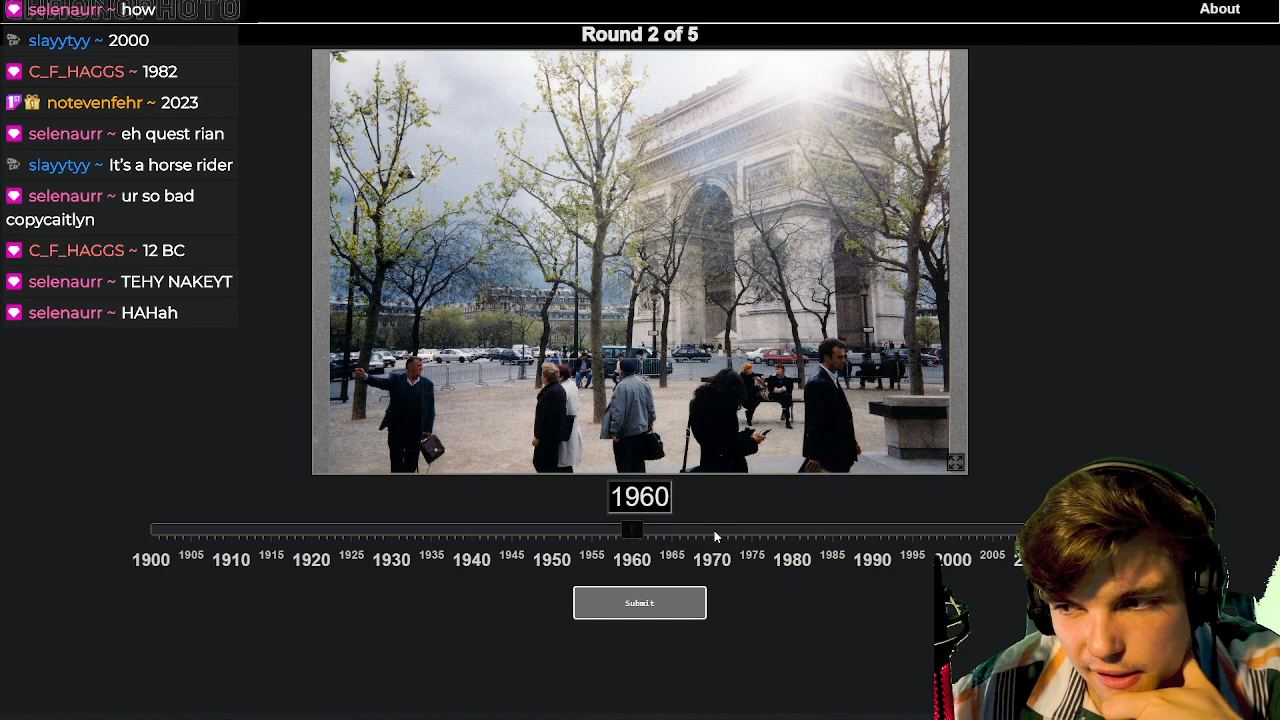 CHRONOPHOTO
About
Round 2 of 5
selenaurr ~ how
slayytyy ~ 2000
C_F_HAGGS ~ 1982
notevenfehr ~ 2023
selenaurr ~ eh quest rian
slayytyy ~ It's a horse rider
selenaurr ~ ur so bad
copycaitlyn
C_F_HAGGS ~ 12 BC
selenaurr ~ TEHY NAKEYT
selenaurr ~ HAHah
1960
1900 1905 1910 1915 1920 1925 1930 1935 1940 1945 1950 1955 1960 1965 1970 1975 1980 1985 1990 1995 2000 2005
Submit